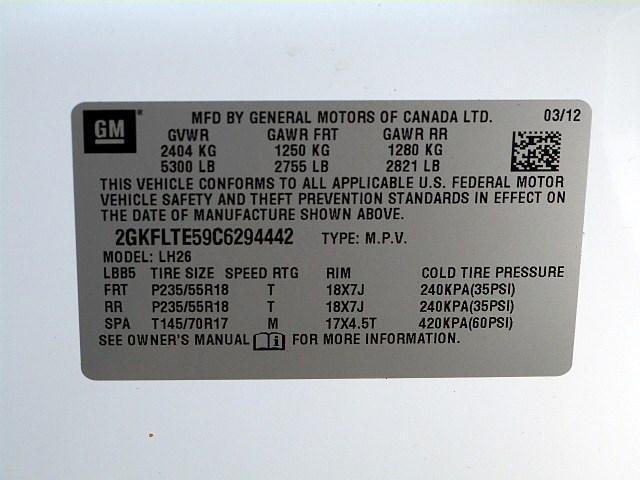 GM MFD BY GENERAL MOTORS OF CANADA LTD. 03/12
GVWR GAWR FRT GAWR RR
2404 KG 1250 KG 1280 KG
5300 LB 2755 LB 2821 LB
THIS VEHICLE CONFORMS TO ALL APPLICABLE U.S. FEDERAL MOTOR
VEHICLE SAFETY AND THEFT PREVENTION STANDARDS IN EFFECT ON
THE DATE OF MANUFACTURE SHOWN ABOVE.
2GKFLTE59C6294442 TYPE: M.P.V.
MODEL: LH26
LBB5 TIRE SIZE SPEED RTG RIM COLD TIRE PRESSURE
FRT P235/55R18 T 18X7J 240KPA(35PSI)
RR P235/55R18 T 18X7J 240KPA(35PSI)
SPA T145/70R17 M 17X4.5T 420KPA(60PSI)
SEE OWNER'S MANUAL FOR MORE INFORMATION.